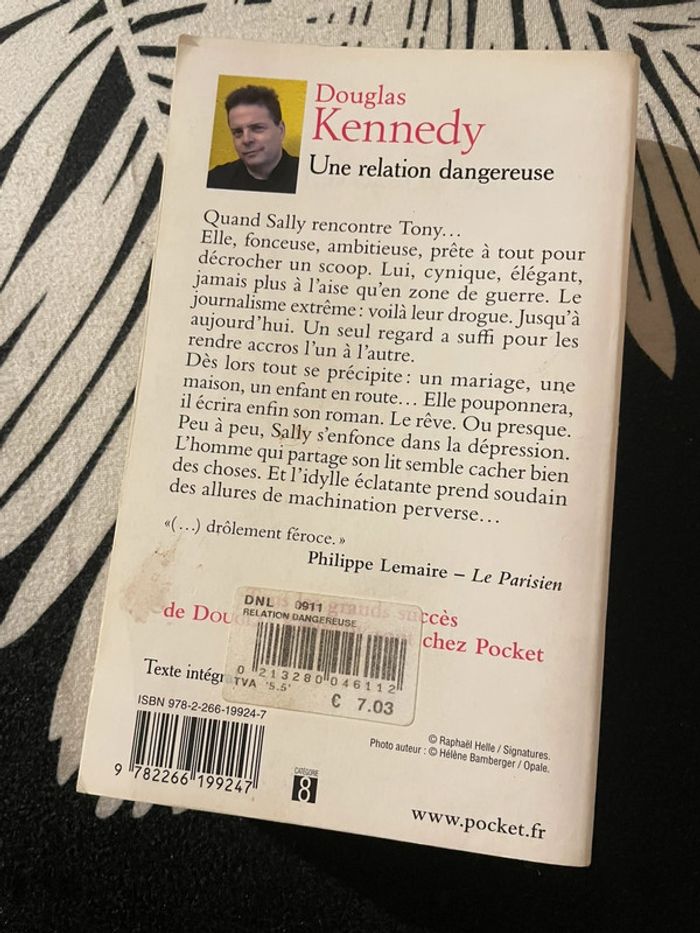 Douglas
Kennedy
Une relation dangereuse
Quand Sally rencontre Tony…
Elle, fonceuse, ambitieuse, prête à tout pour
décrocher un scoop. Lui, cynique, élégant,
jamais plus à l'aise qu'en zone de guerre. Le
journalisme extrême : voilà leur drogue. Jusqu'à
aujourd'hui. Un seul regard a suffi pour les
rendre accros l'un à l'autre.
Dès lors tout se précipite : un mariage, une
maison, un enfant en route… Elle pouponnera,
il écrira enfin son roman. Le rêve. Ou presque.
Peu à peu, Sally s'enfonce dans la dépression.
L'homme qui partage son lit semble cacher bien
des choses. Et l'idylle éclatante prend soudain
des allures de machination perverse…
«(…) drôlement féroce.»
Philippe Lemaire – Le Parisien
les grands succès
de Doug chez Pocket
DNL 0911
RELATION DANGEREUSE
0 213280 046112
TVA '5.5'
€ 7.03
Texte intégr
ISBN 978-2-266-19924-7
9 782266 199247
CATÉGORIE
8
© Raphaël Helle / Signatures.
Photo auteur : © Hélène Bamberger / Opale.
www.pocket.fr